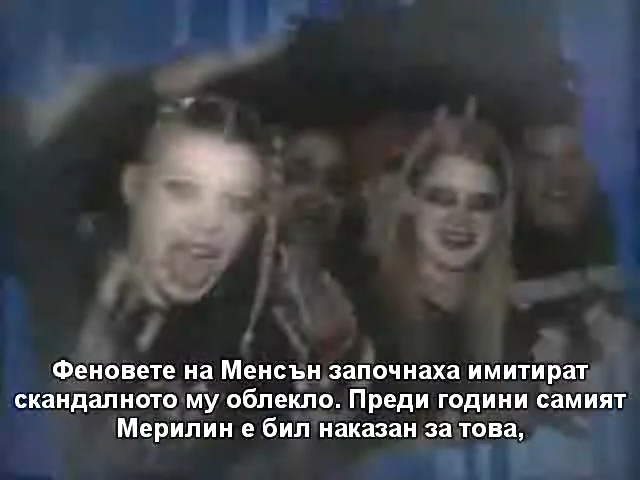 Феновете на Менсън започнаха имитират
скандалното му облекло. Преди години самият
Мерилин е бил наказан за това,